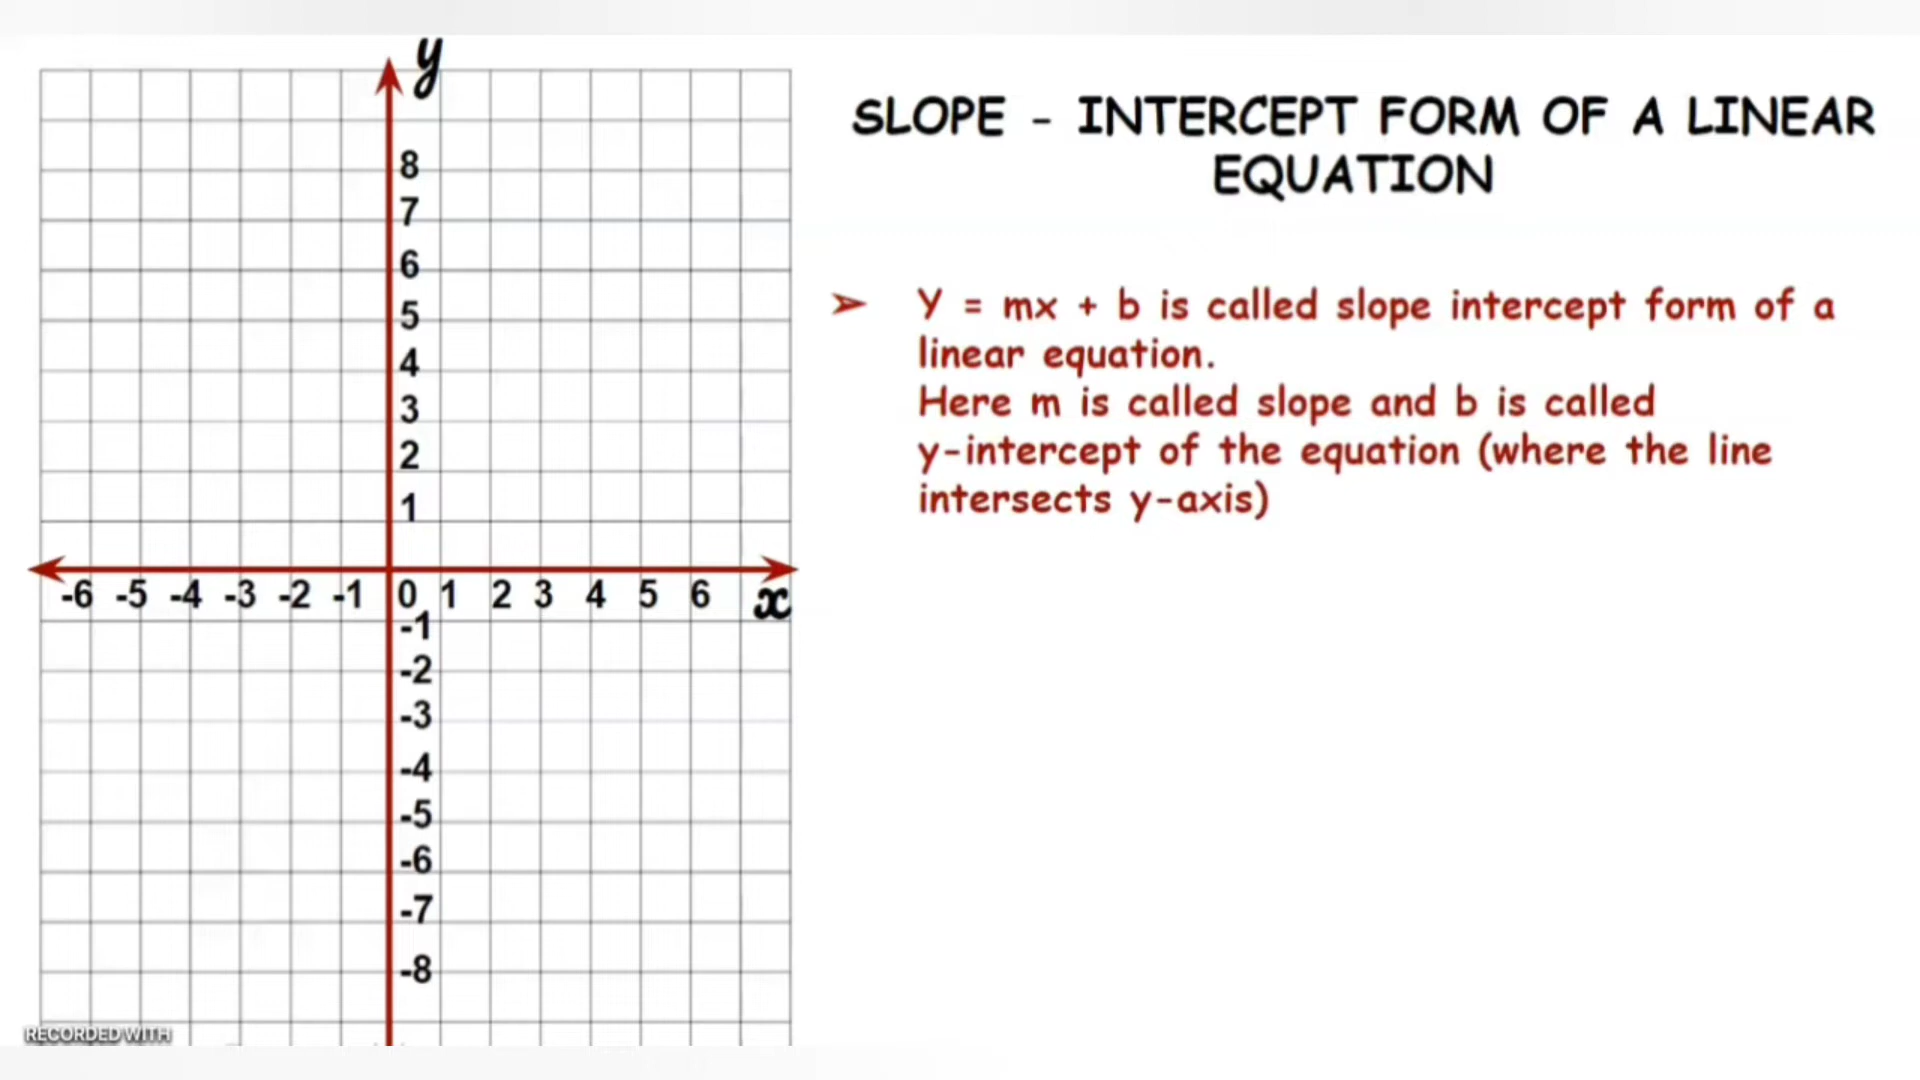 y
SLOPE - INTERCEPT FORM OF A LINEAR
EQUATION
8
7
6
5
4
3
2
1
➢ Y = mx + b is called slope intercept form of a
linear equation.
Here m is called slope and b is called
y-intercept of the equation (where the line
intersects y-axis)
-6 -5 -4 -3 -2 -1 0 1 2 3 4 5 6 x
-1
-2
-3
-4
-5
-6
-7
-8
RECORDED WITH